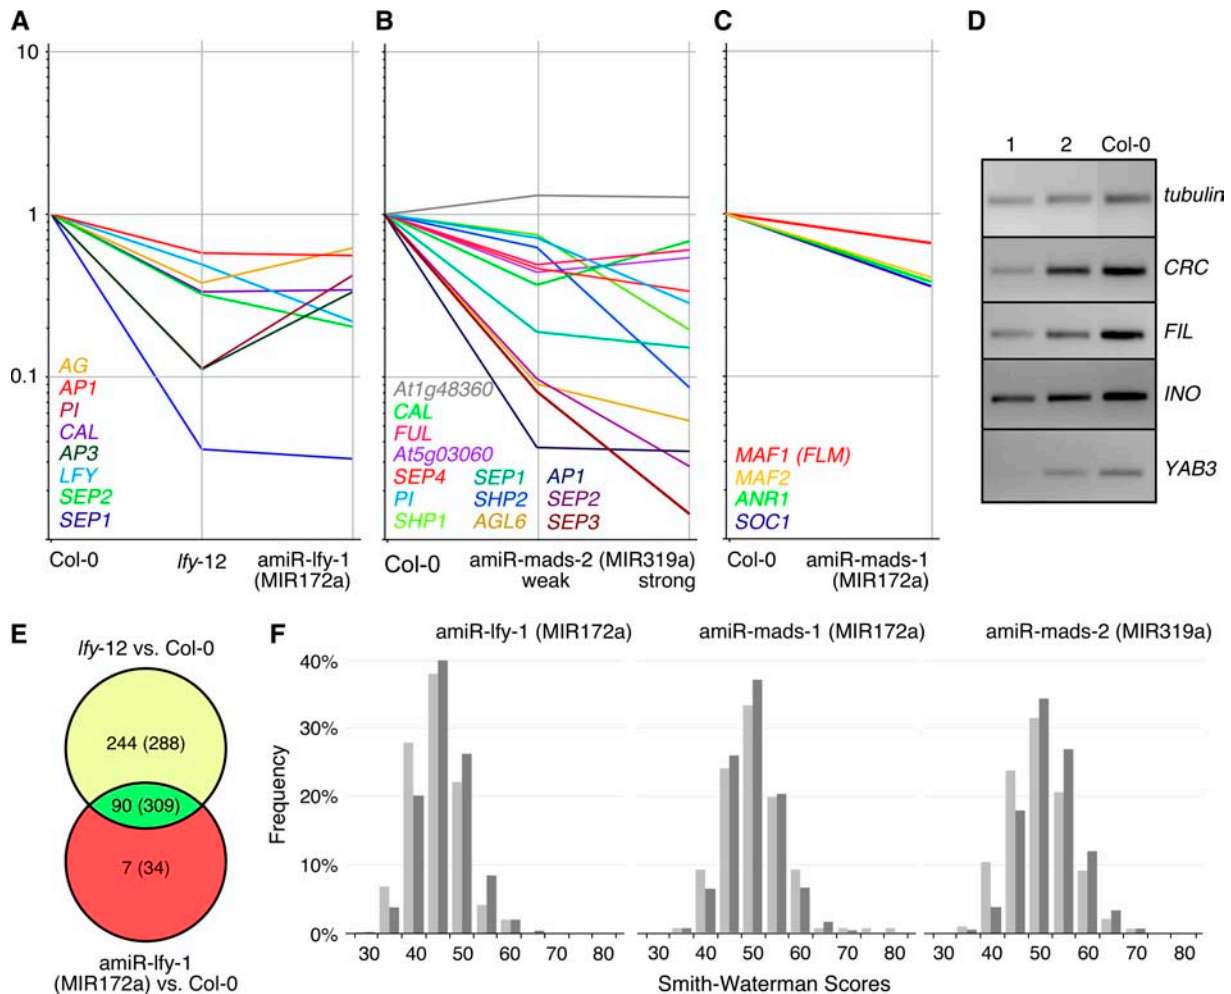 A
B
C
D
10
1
0.1
AG
AP1
PI
CAL
AP3
LFY
SEP2
SEP1
Col-0
lfy-12
amiR-lfy-1
(MIR172a)
At1g48360
CAL
FUL
At5g03060
SEP4 SEP1 AP1
PI SHP2 SEP2
SHP1 AGL6 SEP3
Col-0
amiR-mads-2 (MIR319a)
weak strong
MAF1 (FLM)
MAF2
ANR1
SOC1
Col-0
amiR-mads-1
(MIR172a)
1 2 Col-0
tubulin
CRC
FIL
INO
YAB3
E
lfy-12 vs. Col-0
244 (288)
90 (309)
7 (34)
amiR-lfy-1
(MIR172a) vs. Col-0
F
amiR-lfy-1 (MIR172a)
amiR-mads-1 (MIR172a)
amiR-mads-2 (MIR319a)
Frequency
40%
30%
20%
10%
0%
30 40 50 60 70 80
30 40 50 60 70 80
30 40 50 60 70 80
Smith-Waterman Scores